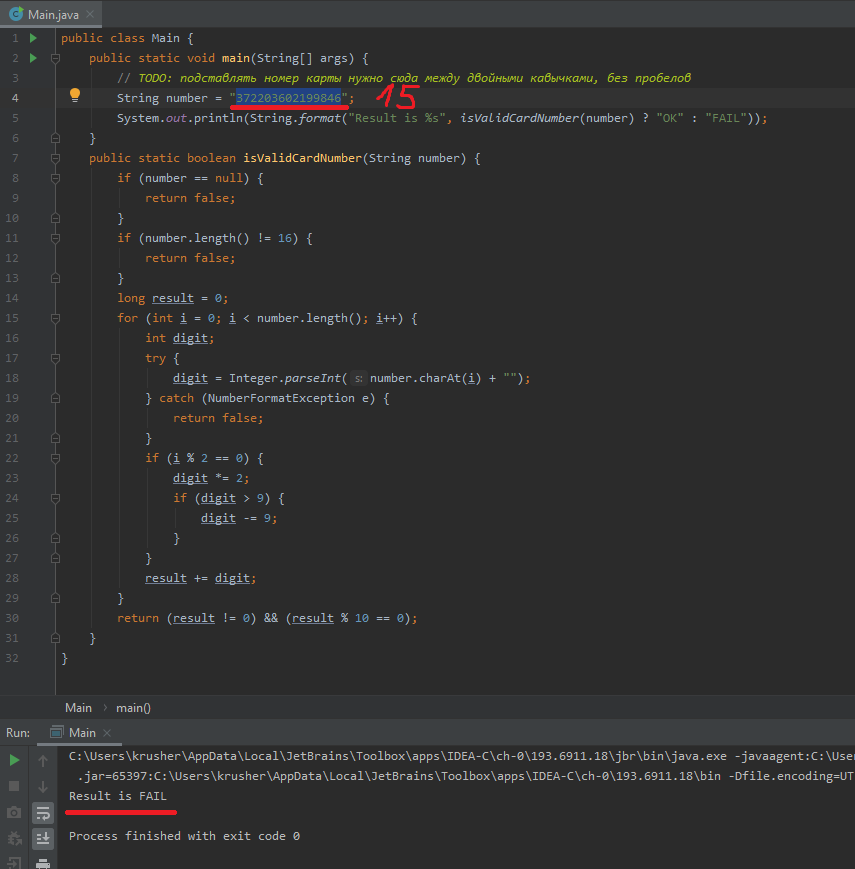 Main.java
1 public class Main {
2 public static void main(String[] args) {
3 // TODO: подставлять номер карты нужно сюда между двойными кавычками, без пробелов
4 String number = "372203602199846"; 15
5 System.out.println(String.format("Result is %s", isValidCardNumber(number) ? "OK" : "FAIL"));
6 }
7 public static boolean isValidCardNumber(String number) {
8 if (number == null) {
9 return false;
10 }
11 if (number.length() != 16) {
12 return false;
13 }
14 long result = 0;
15 for (int i = 0; i < number.length(); i++) {
16 int digit;
17 try {
18 digit = Integer.parseInt( s: number.charAt(i) + "");
19 } catch (NumberFormatException e) {
20 return false;
21 }
22 if (i % 2 == 0) {
23 digit *= 2;
24 if (digit > 9) {
25 digit -= 9;
26 }
27 }
28 result += digit;
29 }
30 return (result != 0) && (result % 10 == 0);
31 }
32 }
Main › main()
Run: Main
C:\Users\krusher\AppData\Local\JetBrains\Toolbox\apps\IDEA-C\ch-0\193.6911.18\jbr\bin\java.exe -javaagent:C:\Use
.jar=65397:C:\Users\krusher\AppData\Local\JetBrains\Toolbox\apps\IDEA-C\ch-0\193.6911.18\bin -Dfile.encoding=UT
Result is FAIL
Process finished with exit code 0